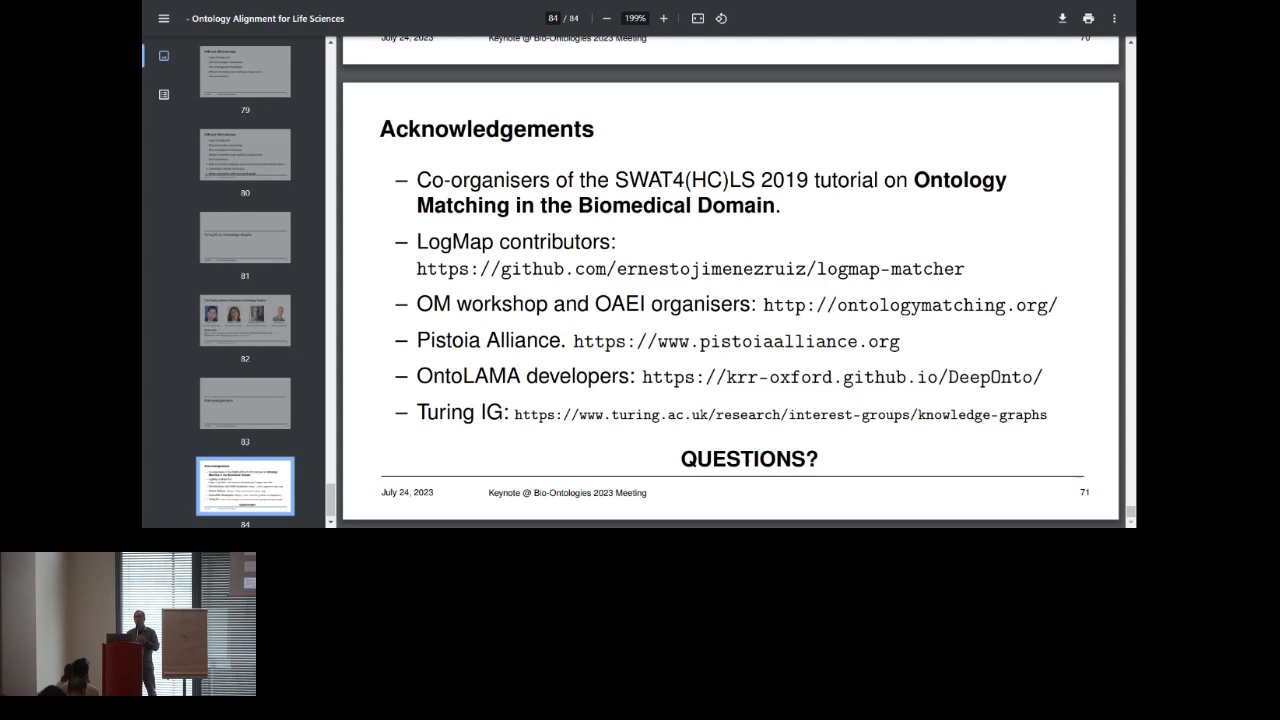 - Ontology Alignment for Life Sciences
84 / 84
199%
79
80
81
82
83
84
July 24, 2023 Keynote @ Bio-Ontologies 2023 Meeting 70
Acknowledgements
– Co-organisers of the SWAT4(HC)LS 2019 tutorial on Ontology
Matching in the Biomedical Domain.
– LogMap contributors:
https://github.com/ernestojimenezruiz/logmap-matcher
– OM workshop and OAEI organisers: http://ontologymatching.org/
– Pistoia Alliance. https://www.pistoiaalliance.org
– OntoLAMA developers: https://krr-oxford.github.io/DeepOnto/
– Turing IG: https://www.turing.ac.uk/research/interest-groups/knowledge-graphs
QUESTIONS?
July 24, 2023 Keynote @ Bio-Ontologies 2023 Meeting 71